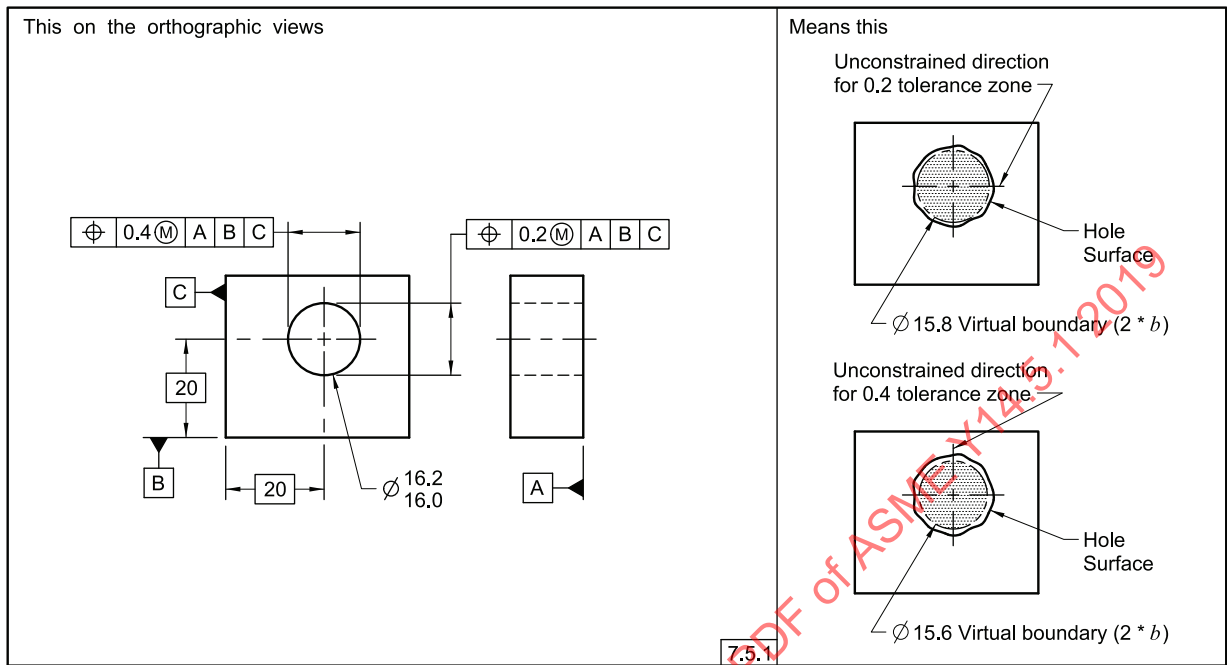 This on the orthographic views
⌖ 0.4 Ⓜ A B C
⌖ 0.2 Ⓜ A B C
C
20
B
20
⌀ 16.2
16.0
A
7.5.1
Means this
Unconstrained direction
for 0.2 tolerance zone
Hole
Surface
⌀ 15.8 Virtual boundary (2 * b)
Unconstrained direction
for 0.4 tolerance zone
Hole
Surface
⌀ 15.6 Virtual boundary (2 * b)
PDF of ASME Y14.5.1 2019